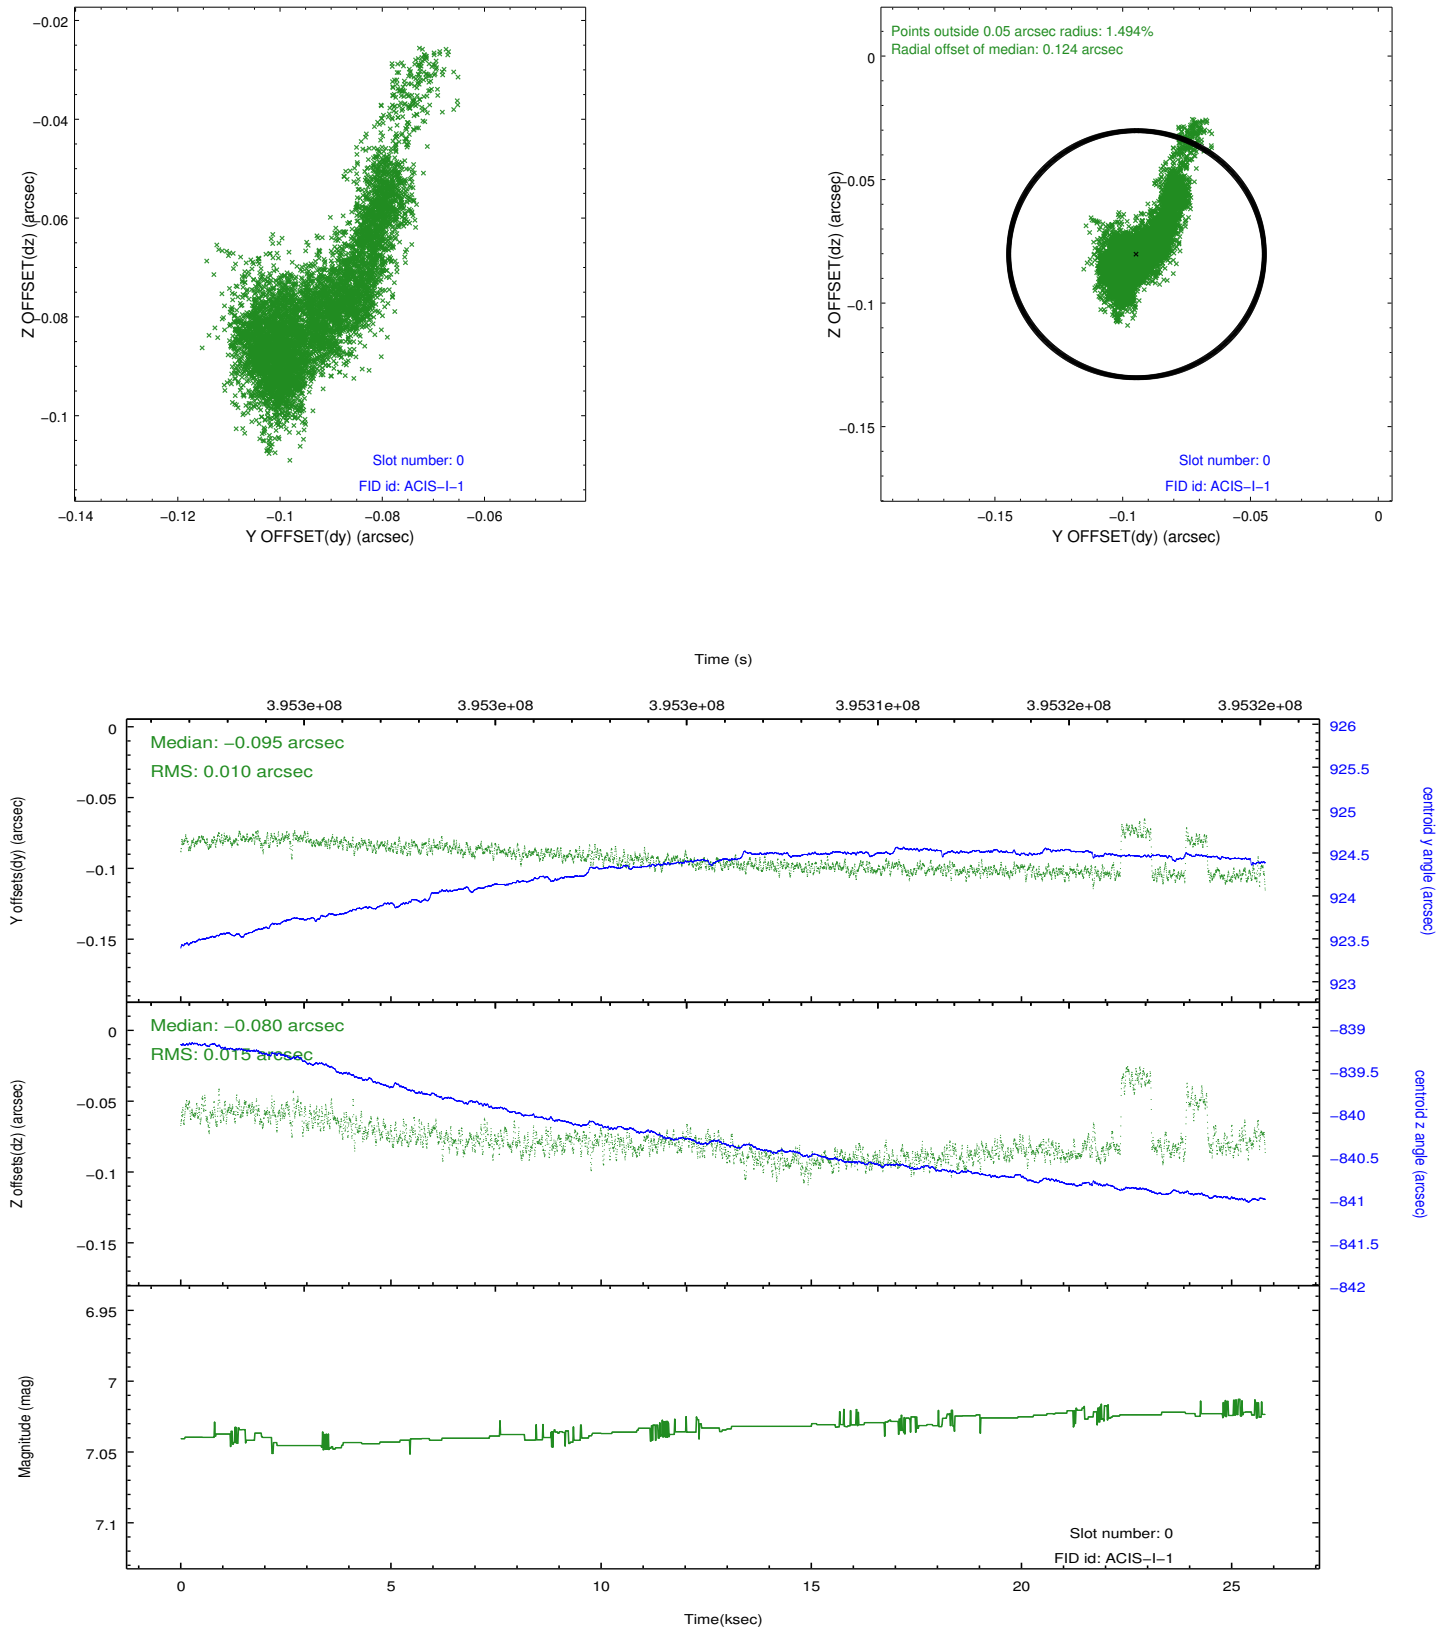 −0.02
−0.04
−0.06
−0.08
−0.1
Z OFFSET(dz) (arcsec)
Slot number: 0
FID id: ACIS−I−1
−0.14
−0.12
−0.1
−0.08
−0.06
Y OFFSET(dy) (arcsec)
Points outside 0.05 arcsec radius: 1.494%
Radial offset of median: 0.124 arcsec
0
−0.05
−0.1
−0.15
Z OFFSET(dz) (arcsec)
Slot number: 0
FID id: ACIS−I−1
−0.15
−0.1
−0.05
0
Y OFFSET(dy) (arcsec)
Time (s)
3.953e+08
3.953e+08
3.953e+08
3.9531e+08
3.9532e+08
3.9532e+08
Median: −0.095 arcsec
RMS: 0.010 arcsec
0
−0.05
−0.1
−0.15
Y offsets(dy) (arcsec)
926
925.5
925
924.5
924
923.5
923
centroid y angle (arcsec)
Median: −0.080 arcsec
RMS: 0.015 arcsec
0
−0.05
−0.1
−0.15
Z offsets(dz) (arcsec)
−839
−839.5
−840
−840.5
−841
−841.5
−842
centroid z angle (arcsec)
6.95
7
7.05
7.1
Magnitude (mag)
Slot number: 0
FID id: ACIS−I−1
0
5
10
15
20
25
Time(ksec)